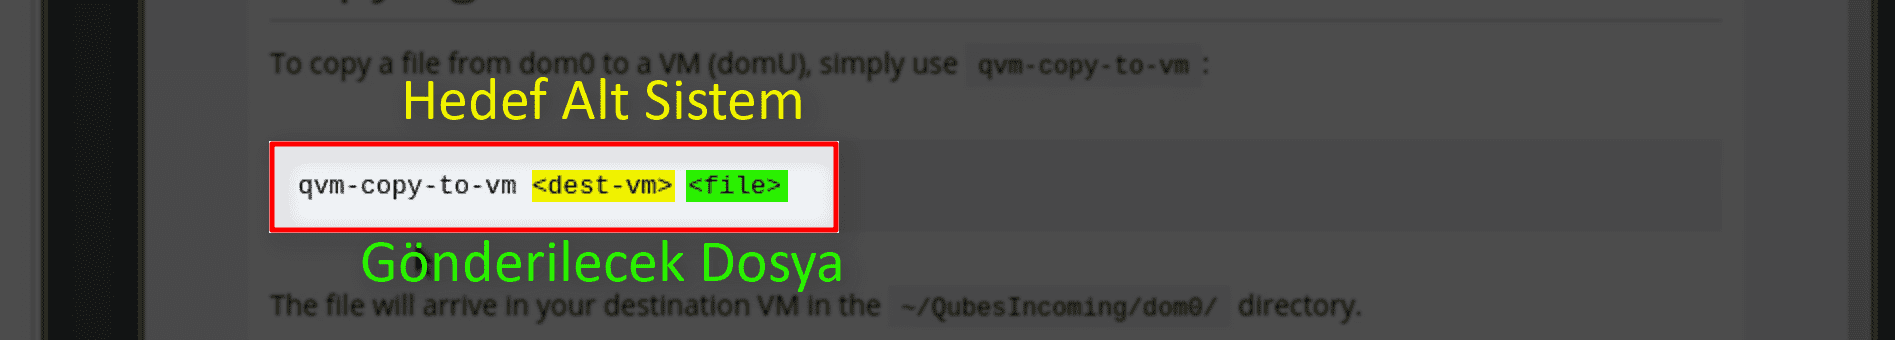 To copy a file from dom0 to a VM (domU), simply use qvm-copy-to-vm :
Hedef Alt Sistem
qvm-copy-to-vm <dest-vm> <file>
Gönderilecek Dosya
The file will arrive in your destination VM in the ~/QubesIncoming/dom0/ directory.